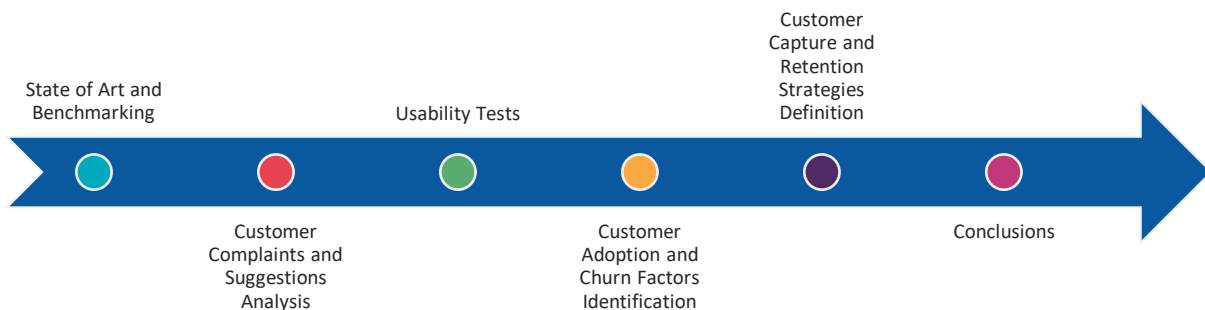 State of Art and
Benchmarking
Customer
Complaints and
Suggestions
Analysis
Usability Tests
Customer
Adoption and
Churn Factors
Identification
Customer
Capture and
Retention
Strategies
Definition
Conclusions